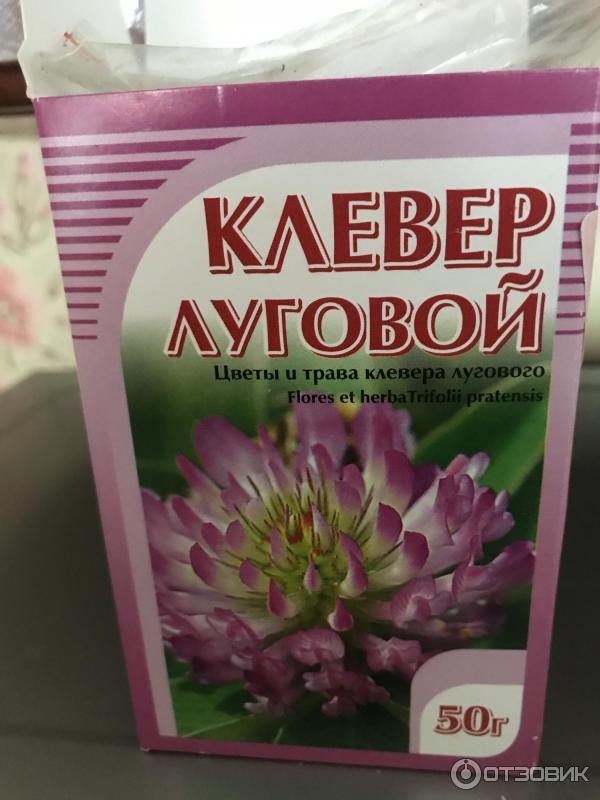 КЛЕВЕР
ЛУГОВОЙ
Цветы и трава клевера лугового
Flores et herbaTrifolii pratensis
50г
ОТЗОВИК